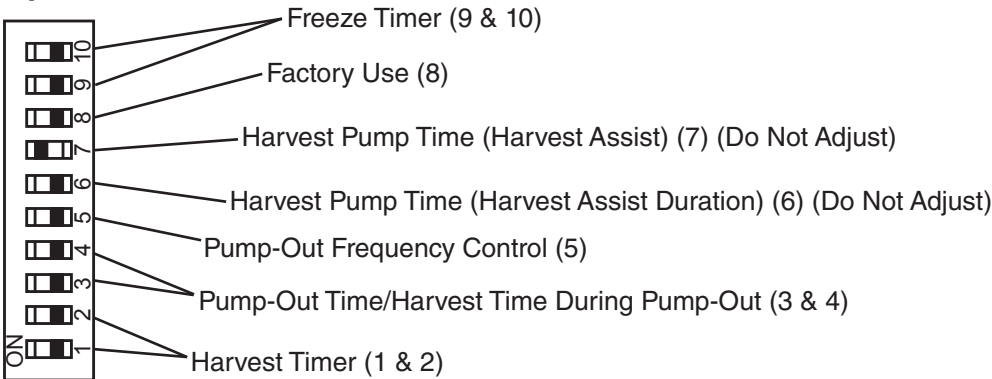 Freeze Timer (9 & 10)
Factory Use (8)
Harvest Pump Time (Harvest Assist) (7) (Do Not Adjust)
Harvest Pump Time (Harvest Assist Duration) (6) (Do Not Adjust)
Pump-Out Frequency Control (5)
Pump-Out Time/Harvest Time During Pump-Out (3 & 4)
Harvest Timer (1 & 2)
10
9
8
7
6
5
4
3
2
1
ON